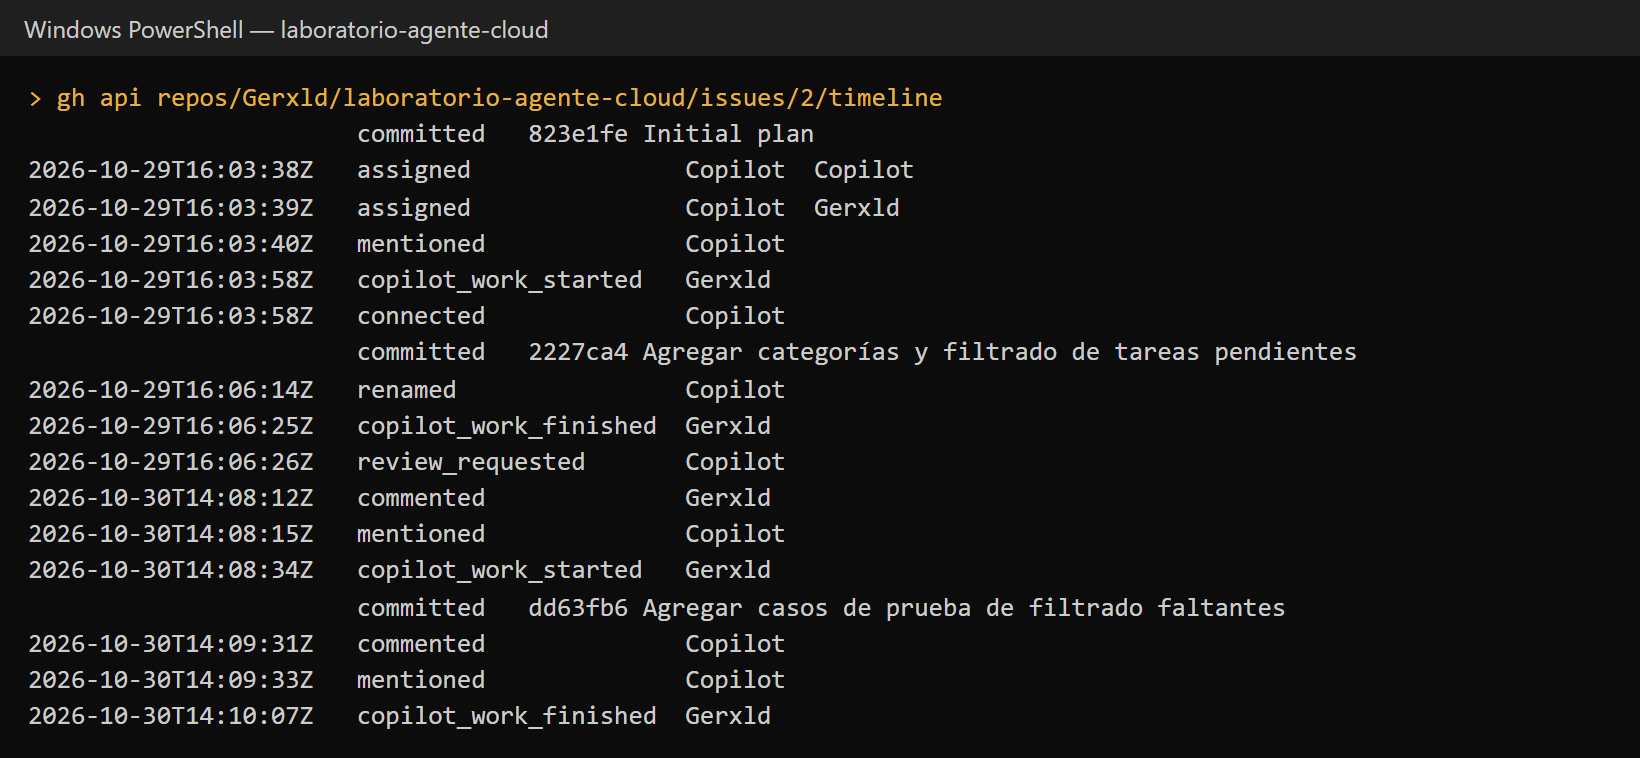 Windows PowerShell — laboratorio-agente-cloud
> gh api repos/Gerxld/laboratorio-agente-cloud/issues/2/timeline
committed 823e1fe Initial plan
2026-10-29T16:03:38Z assigned Copilot Copilot
2026-10-29T16:03:39Z assigned Copilot Gerxld
2026-10-29T16:03:40Z mentioned Copilot
2026-10-29T16:03:58Z copilot_work_started Gerxld
2026-10-29T16:03:58Z connected Copilot
committed 2227ca4 Agregar categorías y filtrado de tareas pendientes
2026-10-29T16:06:14Z renamed Copilot
2026-10-29T16:06:25Z copilot_work_finished Gerxld
2026-10-29T16:06:26Z review_requested Copilot
2026-10-30T14:08:12Z commented Gerxld
2026-10-30T14:08:15Z mentioned Copilot
2026-10-30T14:08:34Z copilot_work_started Gerxld
committed dd63fb6 Agregar casos de prueba de filtrado faltantes
2026-10-30T14:09:31Z commented Copilot
2026-10-30T14:09:33Z mentioned Copilot
2026-10-30T14:10:07Z copilot_work_finished Gerxld